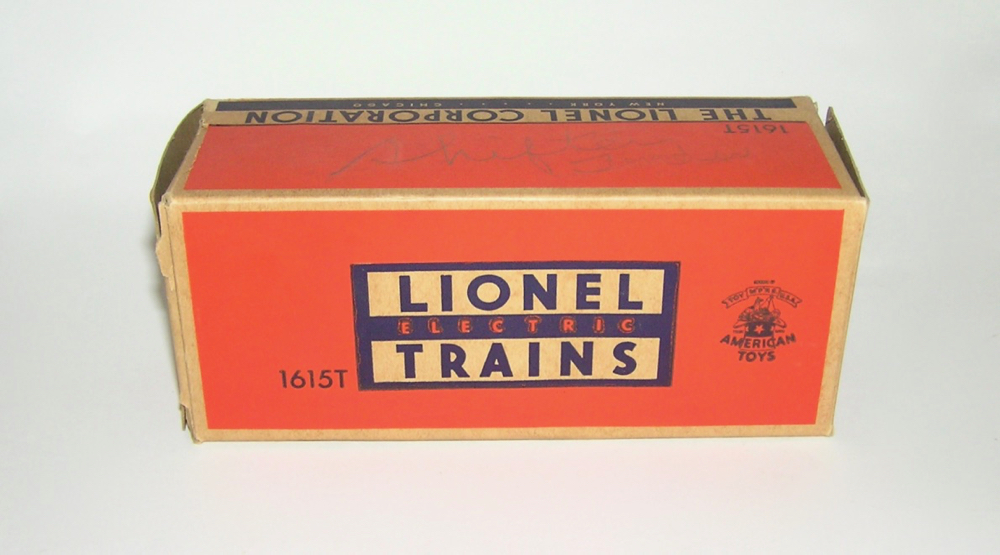 NEW YORK . . . . CHICAGO
THE LIONEL CORPORATION
1615T
LIONEL
ELECTRIC
TRAINS
1615T
AMERICAN
TOYS